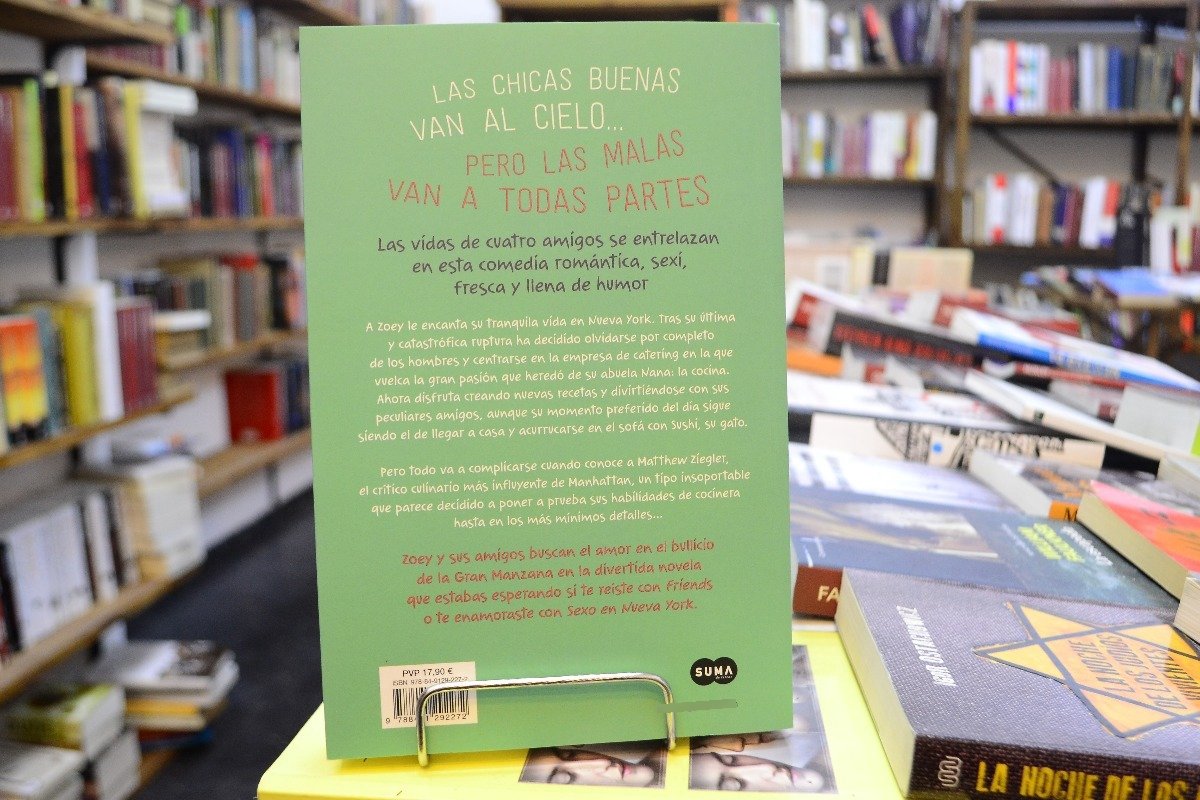 LAS CHICAS BUENAS
VAN AL CIELO...
PERO LAS MALAS
VAN A TODAS PARTES
Las vidas de cuatro amigos se entrelazan
en esta comedia romántica, sexi,
fresca y llena de humor
A Zoey le encanta su tranquila vida en Nueva York. Tras su última
y catastrófica ruptura ha decidido olvidarse por completo
de los hombres y centrarse en la empresa de catering en la que
vuelca la gran pasión que heredó de su abuela Nana: la cocina.
Ahora disfruta creando nuevas recetas y divirtiéndose con sus
peculiares amigos, aunque su momento preferido del día sigue
siendo el de llegar a casa y acurrucarse en el sofá con Sushi, su gato.
Pero todo va a complicarse cuando conoce a Matthew Ziegler,
el crítico culinario más influyente de Manhattan, un tipo insoportable
que parece decidido a poner a prueba sus habilidades de cocinera
hasta en los más mínimos detalles...
Zoey y sus amigos buscan el amor en el bullicio
de la Gran Manzana en la divertida novela
que estabas esperando si te reíste con Friends
o te enamoraste con Sexo en Nueva York.
PVP 17,90 €
ISBN: 978-84-9129-227-2
SUMA
LA NOCHE DE LOS